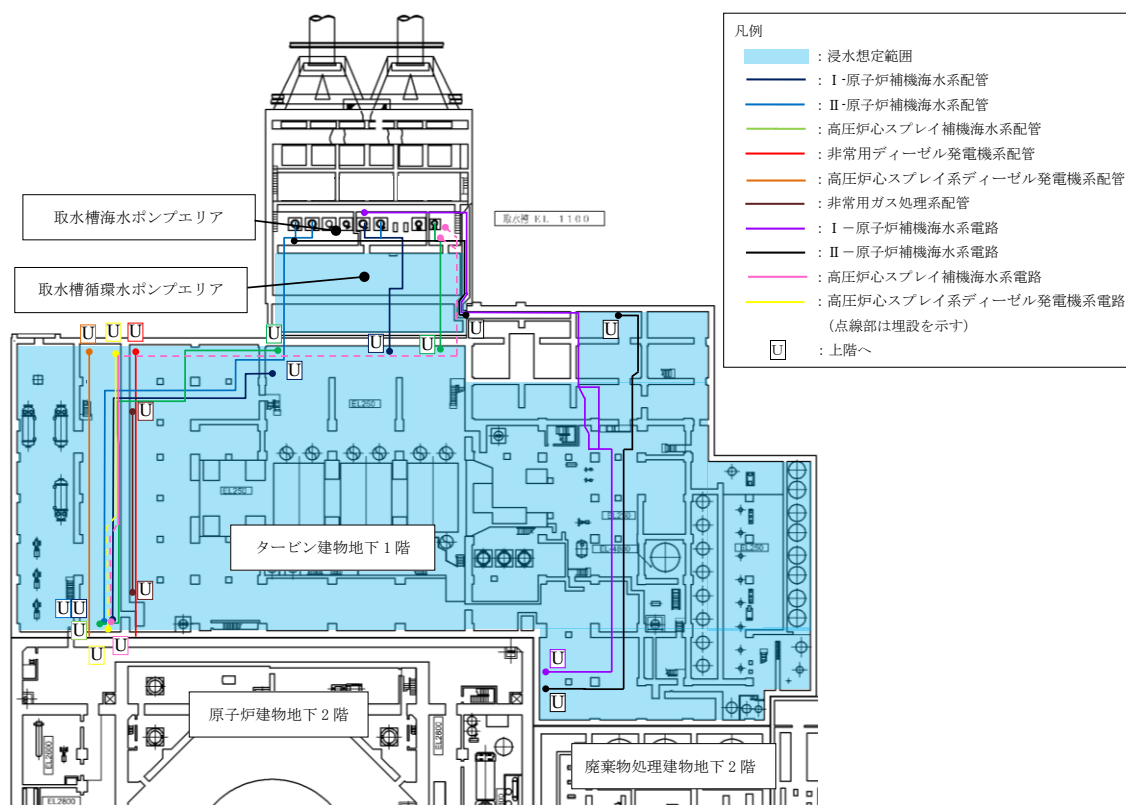 凡例
：浸水想定範囲
：Ⅰ-原子炉補機海水系配管
：Ⅱ-原子炉補機海水系配管
：高圧炉心スプレイ補機海水系配管
：非常用ディーゼル発電機系配管
：高圧炉心スプレイ系ディーゼル発電機系配管
：非常用ガス処理系配管
：Ⅰ－原子炉補機海水系電路
：Ⅱ－原子炉補機海水系電路
：高圧炉心スプレイ補機海水系電路
：高圧炉心スプレイ系ディーゼル発電機系電路
(点線部は埋設を示す)
U ：上階へ
取水槽海水ポンプエリア
取水槽 EL 1100
取水槽循環水ポンプエリア
U
U
U
U
U
U
U
U
U
U
EL250
U
EL250
EL250
EL250
タービン建物地下１階
U
U U
U
U
U
U
U
原子炉建物地下２階
廃棄物処理建物地下２階
EL2800
EL2800